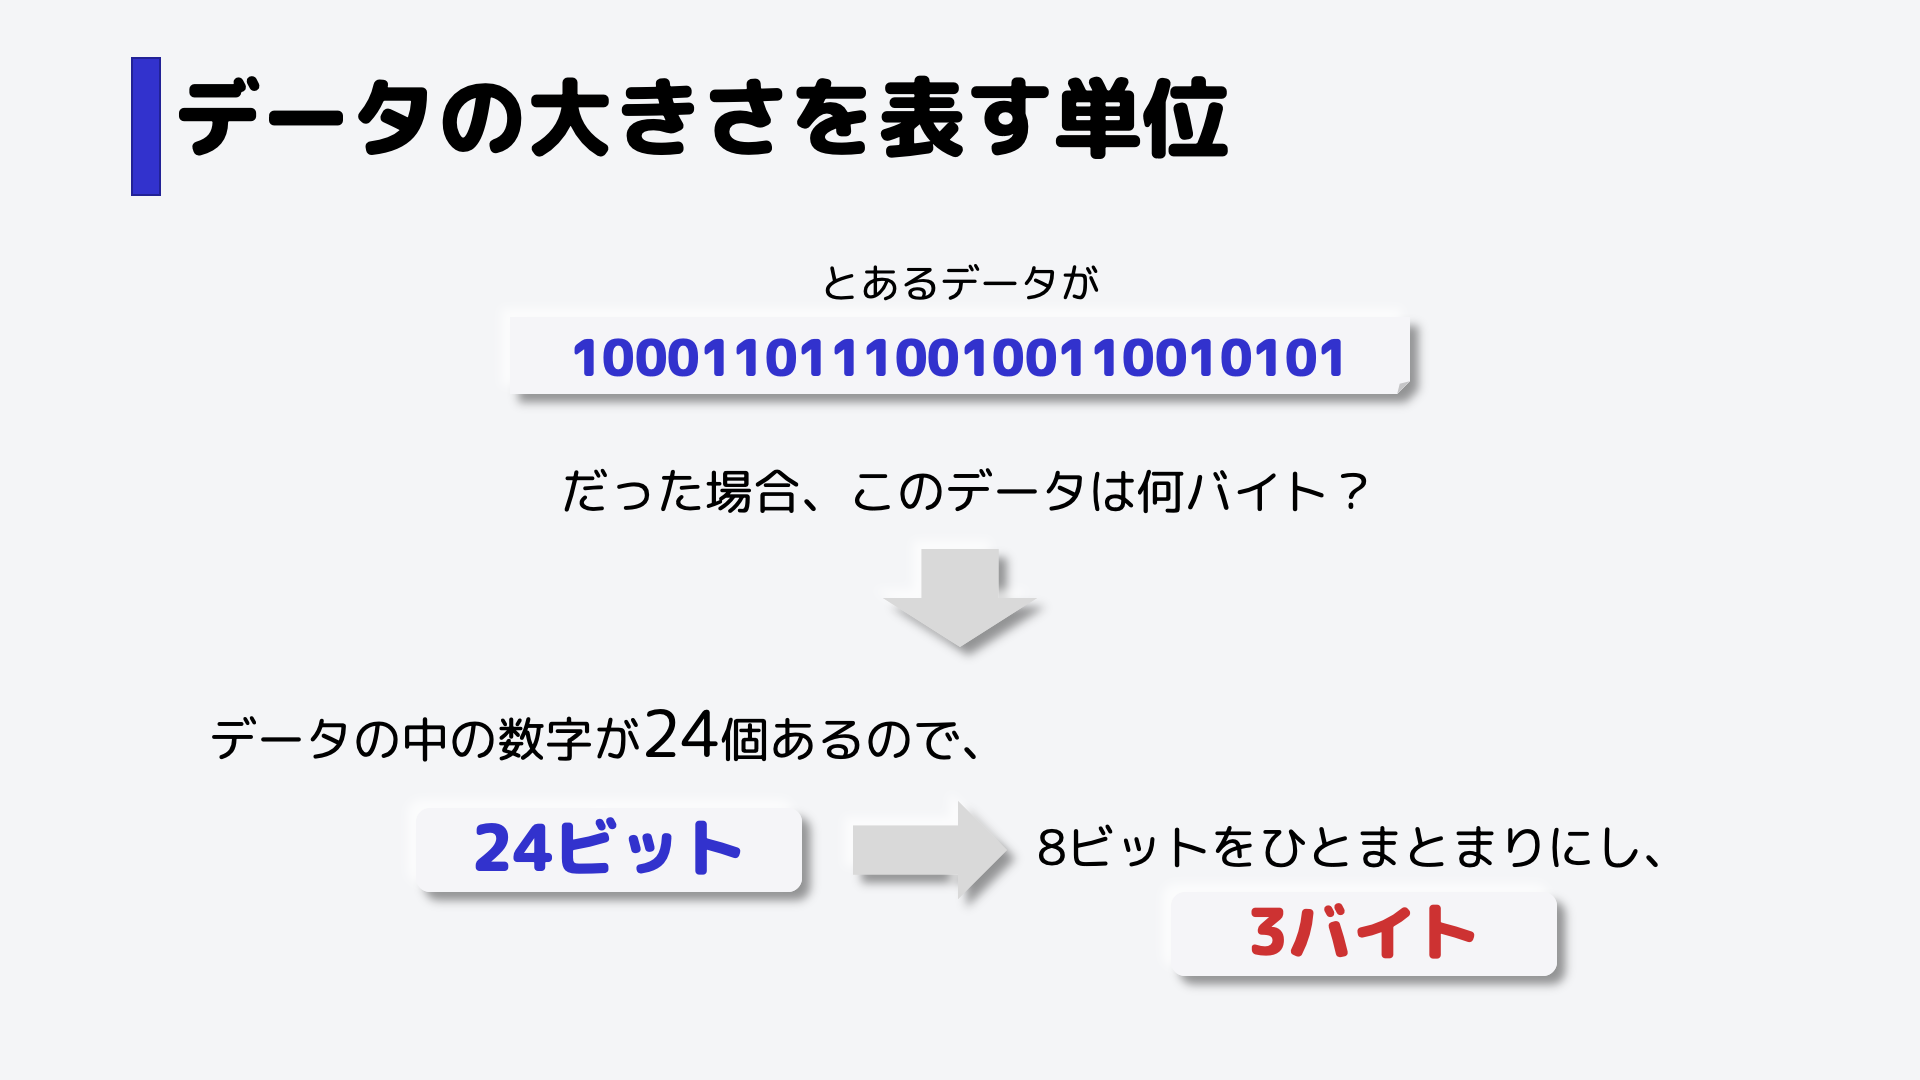 データの大きさを表す単位
とあるデータが
100011011100100110010101
だった場合、このデータは何バイト？
データの中の数字が24個あるので、
24ビット
8ビットをひとまとまりにし、
3バイト